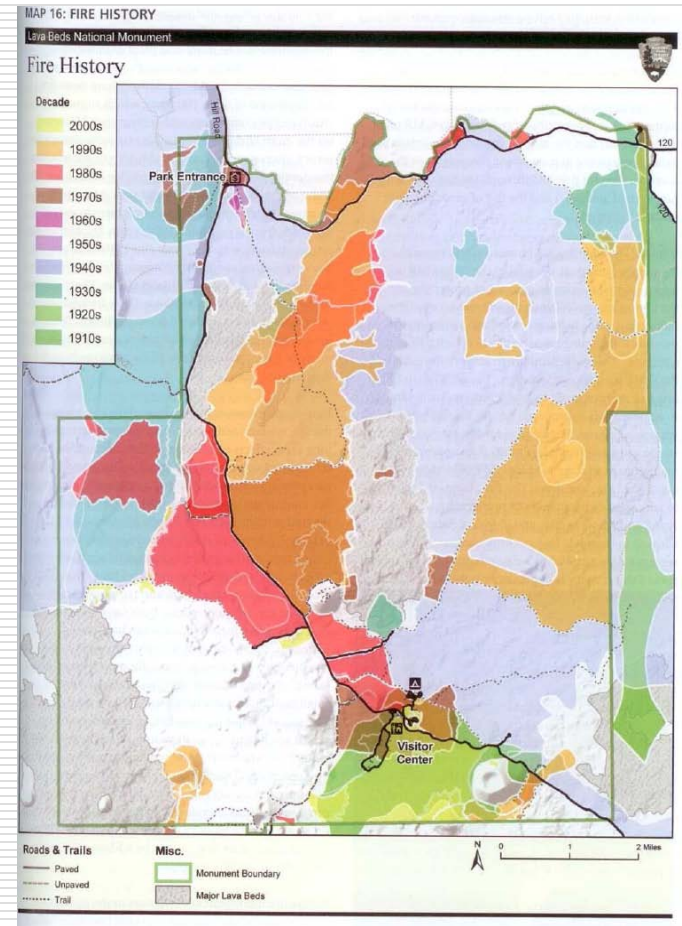 MAP 16: FIRE HISTORY
Lava Beds National Monument
Fire History
Decade
2000s
1990s
1980s
1970s
1960s
1950s
1940s
1930s
1920s
1910s
Hill Road
Park Entrance
120
120
Visitor
Center
Roads & Trails
Paved
Unpaved
Trail
Misc.
Monument Boundary
Major Lava Beds
N
0 1 2 Miles